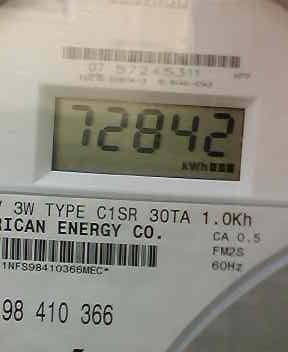 07 57245311
72842
kWh
V 3W TYPE C1SR 30TA 1.0Kh
RICAN ENERGY CO.
CA 0.5
FM2S
1NFS98410366MEC*
60Hz
98 410 366